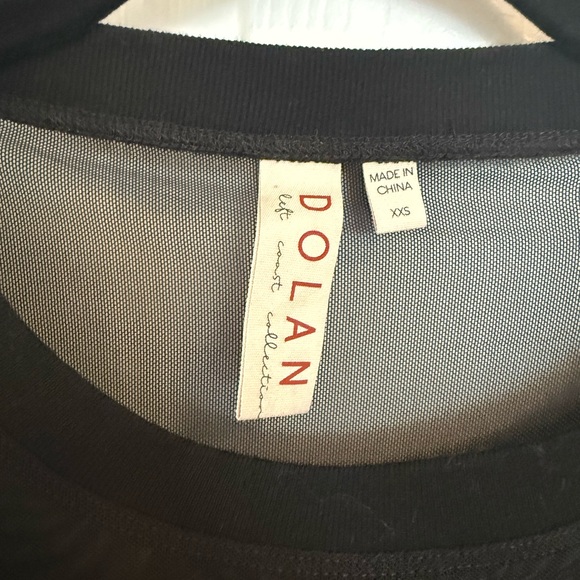 DOLAN
left coast collection
MADE IN
CHINA
XXS